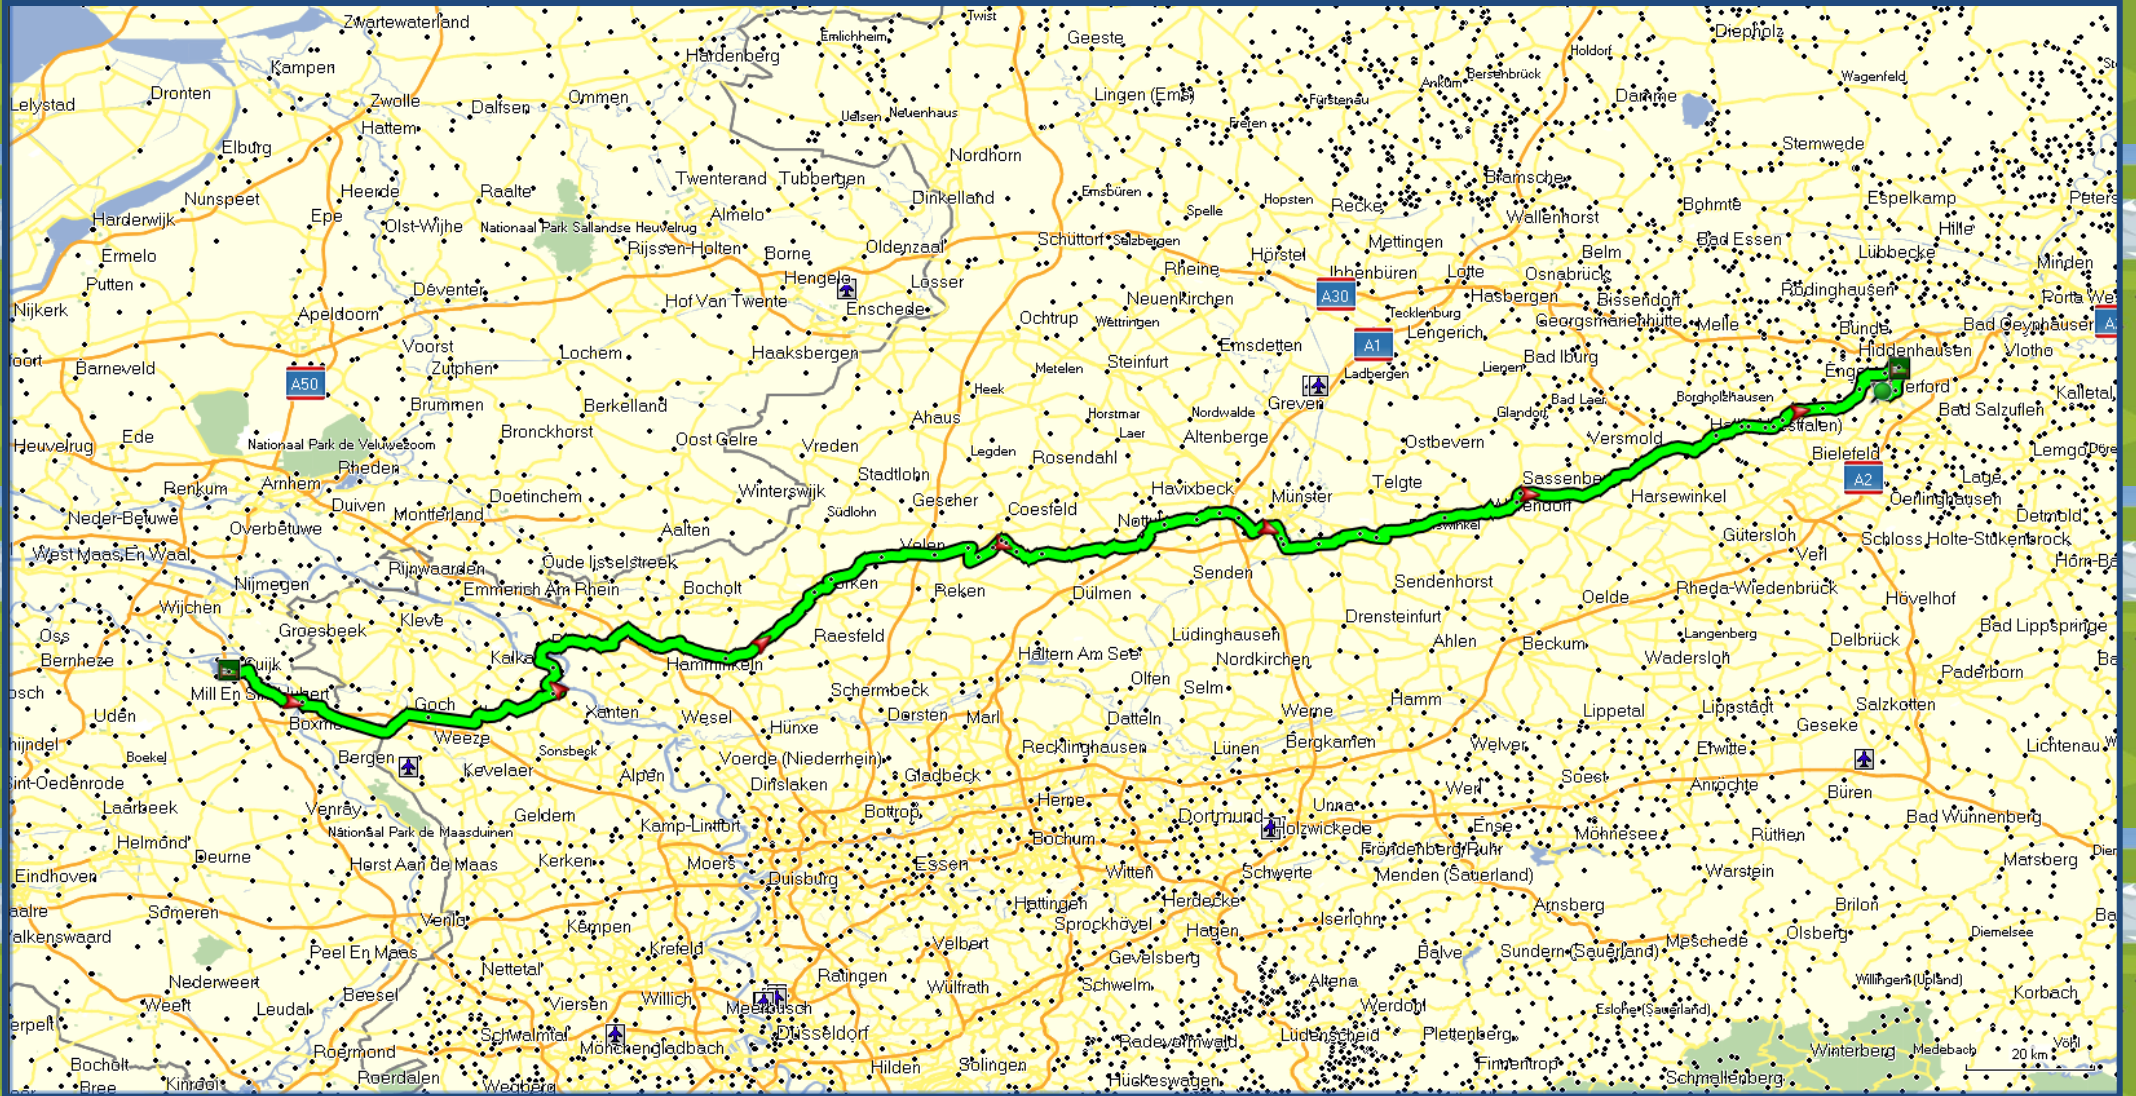 Zwartewaterland
Twist
Emlichheim
Geeste
Diepholz
Hardenberg
Holdorf
Kampen
Bersenbrück
Ankum
Wagenfeld
Lelystad
Dronten
Zwolle
Dalfsen
Ommen
Lingen (Ems)
Fürstenau
Damme
Hattem
Uelsen
Neuenhaus
Freren
Elburg
Nordhorn
Stemwede
Heerde
Raalte
Twenterand
Tubbergen
Bramsche
Nunspeet
Dinkelland
Emsbüren
Hopsten
Recke
Bohmte
Espelkamp
Harderwijk
Epe
Olst-Wijhe
Nationaal Park Sallandse Heuvelrug
Almelo
Spelle
Wallenhorst
Hille
Ermelo
Rijssen-Holten
Borne
Oldenzaal
Schüttorf
Salzbergen
Hörstel
Mettingen
Belm
Bad Essen
Lübbecke
Minden
Putten
Deventer
Hengelo
Losser
Rheine
Ibbenbüren
Lotte
Osnabrück
Nijkerk
Apeldoorn
Hof Van Twente
Enschede
Neuenkirchen
A30
Hasbergen
Bissendorf
Rödinghausen
Ochtrup
Wettringen
Tecklenburg
Lengerich
Georgsmarienhütte
Melle
Bünde
Bad Oeynhausen
Voorst
Lochem
Haaksbergen
Steinfurt
Emsdetten
A1
Bad Iburg
Hiddenhausen
Vlotho
Barneveld
A50
Zutphen
Metelen
Heek
Ladbergen
Lienen
Brummen
Berkelland
Ahaus
Horstmar
Nordwalde
Greven
Glandorf
Bad Laer
Borgholzhausen
Bad Salzuflen
Kalletal
Heuvelrug
Ede
Nationaal Park de Veluwezoom
Bronckhorst
Oost Gelre
Vreden
Laer
Altenberge
Ostbevern
Versmold
Bielefeld
Lemgo
Rheden
Legden
Rosendahl
Renkum
Arnhem
Doetinchem
Winterswijk
Stadtlohn
Havixbeck
Münster
Telgte
A2
Lage
Duiven
Montferland
Gescher
Coesfeld
Harsewinkel
Oerlinghausen
Neder-Betuwe
Overbetuwe
Aalten
Südlohn
Gütersloh
Detmold
Schloss Holte-Stukenbrock
West Maas En Waal
Rijnwaarden
Oude Ijsselstreek
Verl
Nijmegen
Emmerich Am Rhein
Bocholt
Reken
Dülmen
Senden
Sendenhorst
Oelde
Rheda-Wiedenbrück
Hövelhof
Wijchen
Groesbeek
Kleve
Raesfeld
Lüdinghausen
Drensteinfurt
Langenberg
Delbrück
Bad Lippspringe
Oss
Bernheze
Hamminkeln
Haltern Am See
Nordkirchen
Ahlen
Beckum
Wadersloh
Paderborn
Schermbeck
Olfen
Selm
Hamm
Goch
Uden
Xanten
Wesel
Hünxe
Dorsten
Marl
Datteln
Werne
Lippetal
Lippstadt
Salzkotten
Geseke
Boekel
Bergen
Weeze
Sonsbeck
Voerde (Niederrhein)
Recklinghausen
Lünen
Bergkamen
Welver
Erwitte
Lichtenau
Sint-Oedenrode
Kevelaer
Alpen
Dinslaken
Gladbeck
Soest
Anröchte
Büren
Laarbeek
Venray
Geldern
Kamp-Lintfort
Bottrop
Herne
Dortmund
Unna
Werl
Bad Wünnenberg
Helmond
Nationaal Park de Maasduinen
Bochum
Holzwickede
Ense
Möhnesee
Rüthen
Deurne
Horst Aan de Maas
Kerken
Moers
Essen
Witten
Fröndenberg/Ruhr
Marsberg
Eindhoven
Duisburg
Schwerte
Menden (Sauerland)
Warstein
Someren
Venlo
Kempen
Hattingen
Herdecke
Iserlohn
Arnsberg
Brilon
Sprockhövel
Hagen
Peel En Maas
Krefeld
Velbert
Gevelsberg
Balve
Sundern (Sauerland)
Meschede
Olsberg
Diemelsee
Nederweert
Nettetal
Ratingen
Wülfrath
Schwelm
Altena
Willingen (Upland)
Korbach
Weert
Leudal
Beesel
Viersen
Willich
Meerbusch
Werdohl
Eslohe (Sauerland)
Schwalmtal
Mönchengladbach
Düsseldorf
Radevormwald
Lüdenscheid
Plettenberg
Roermond
Winterberg
Medebach
20 km
Vöhl
Bocholt
Bree
Kinrooi
Roerdalen
Wegberg
Hilden
Solingen
Hückeswagen
Finnentrop
Schmallenberg